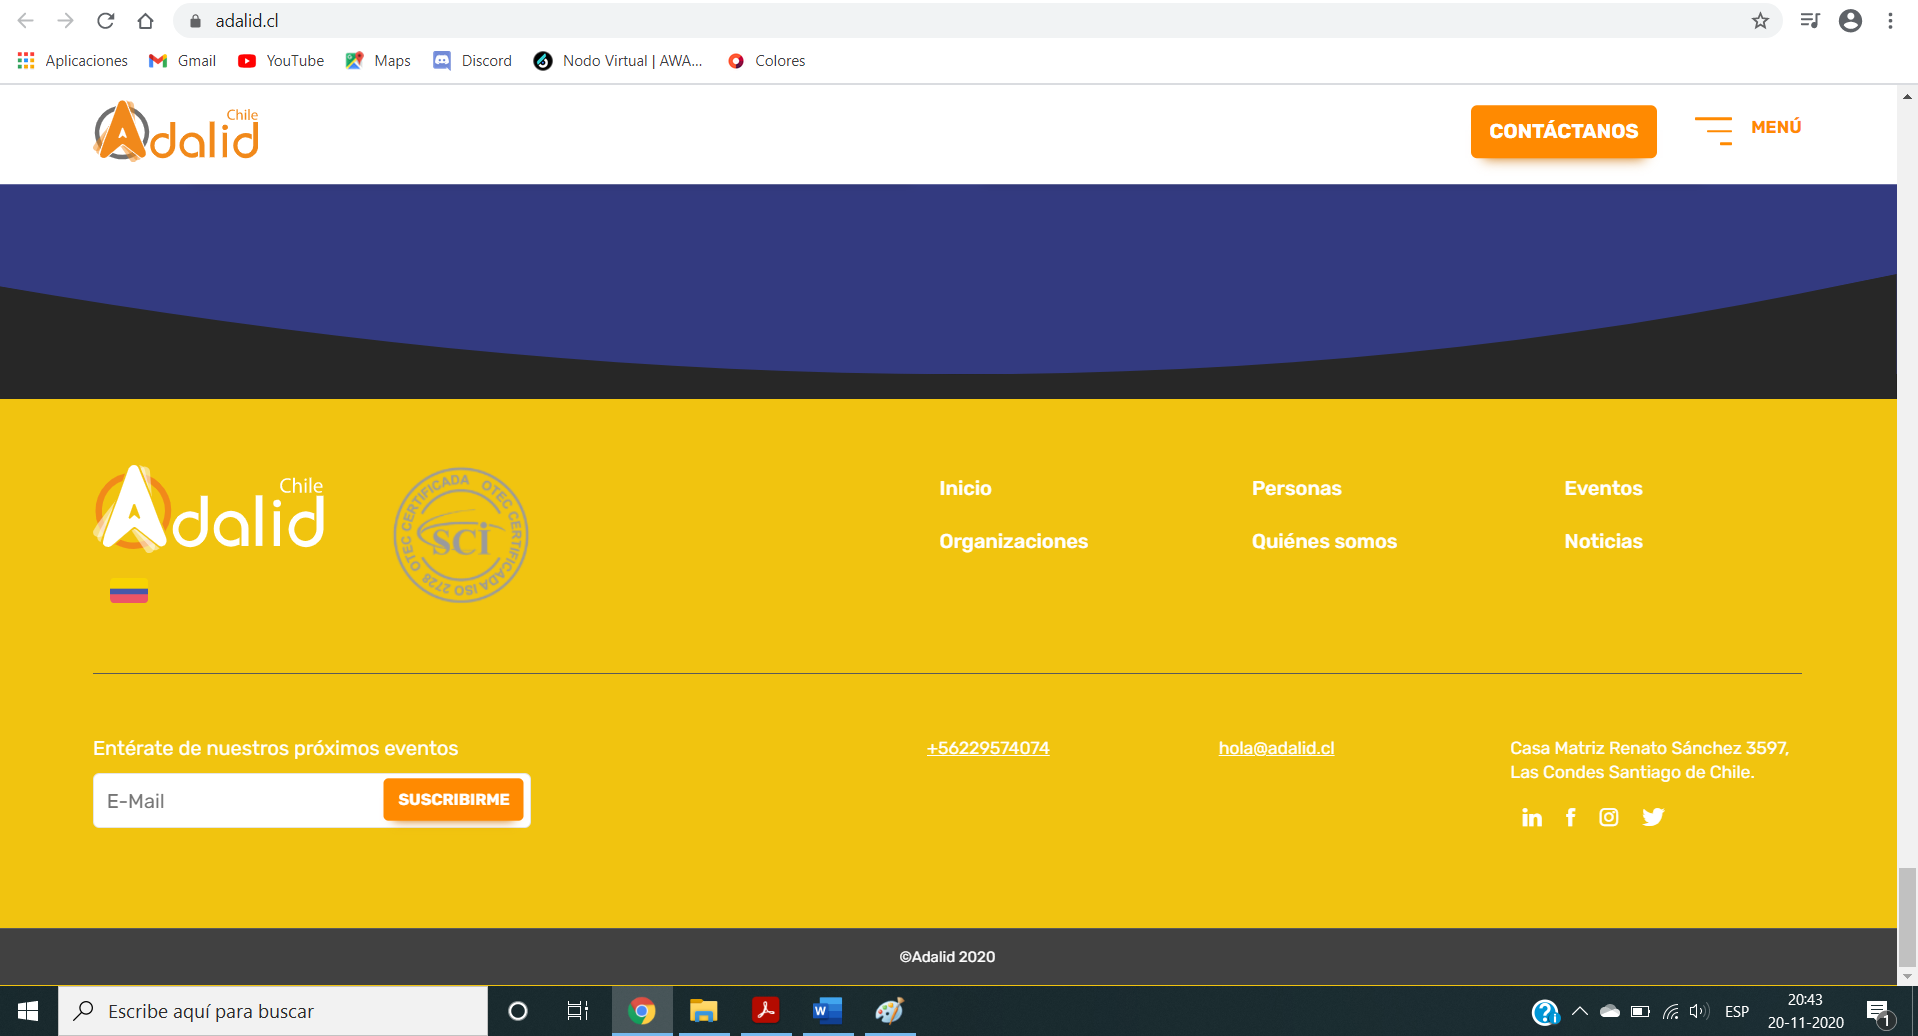 adalid.cl
Aplicaciones Gmail YouTube Maps Discord Nodo Virtual | AWA... Colores
Adalid Chile
CONTÁCTANOS
MENÚ
Adalid Chile
OTEC CERTIFICADA OTEC CERTIFICADA ISO 2728
SCi
Inicio Personas Eventos
Organizaciones Quiénes somos Noticias
Entérate de nuestros próximos eventos
E-Mail
SUSCRIBIRME
+56229574074
hola@adalid.cl
Casa Matriz Renato Sánchez 3597,
Las Condes Santiago de Chile.
©Adalid 2020
Escribe aquí para buscar
ESP
20:43
20-11-2020
1